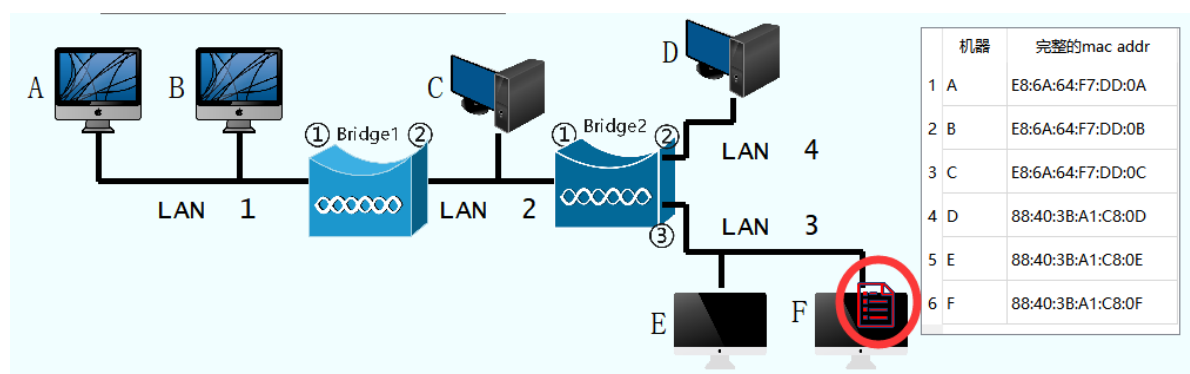 A
B
① Bridge1 ②
C
① Bridge2 ②
③
D
LAN 1
LAN 2
LAN 4
LAN 3
E
F
机器 完整的mac addr
1 A E8:6A:64:F7:DD:0A
2 B E8:6A:64:F7:DD:0B
3 C E8:6A:64:F7:DD:0C
4 D 88:40:3B:A1:C8:0D
5 E 88:40:3B:A1:C8:0E
6 F 88:40:3B:A1:C8:0F